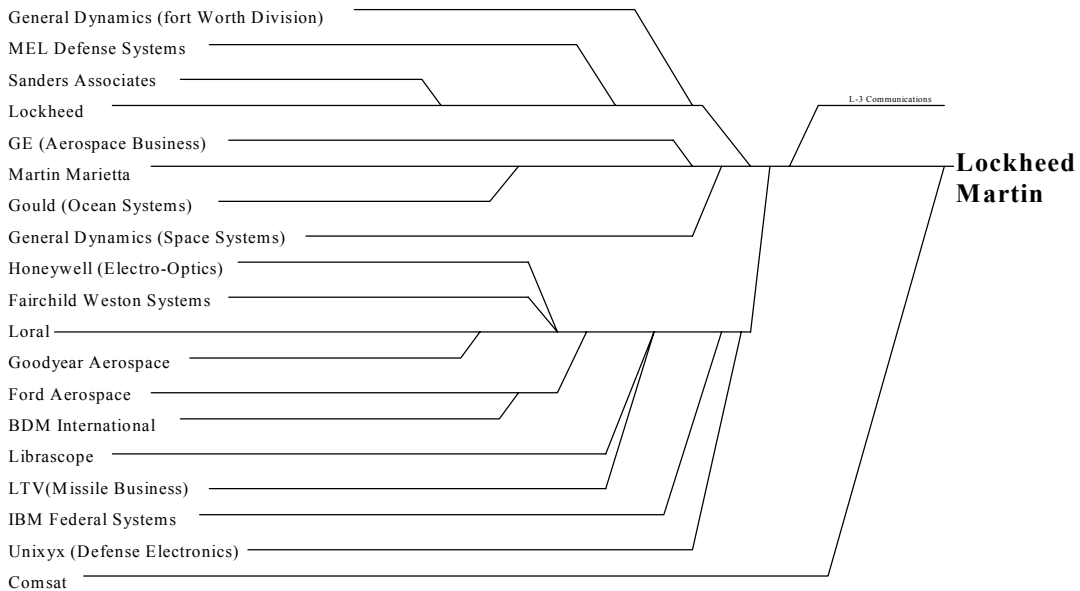 General Dynamics (fort Worth Division)
MEL Defense Systems
Sanders Associates
Lockheed
L-3 Communications
GE (Aerospace Business)
Martin Marietta
Lockheed
Martin
Gould (Ocean Systems)
General Dynamics (Space Systems)
Honeywell (Electro-Optics)
Fairchild Weston Systems
Loral
Goodyear Aerospace
Ford Aerospace
BDM International
Librascope
LTV(Missile Business)
IBM Federal Systems
Unixyx (Defense Electronics)
Comsat